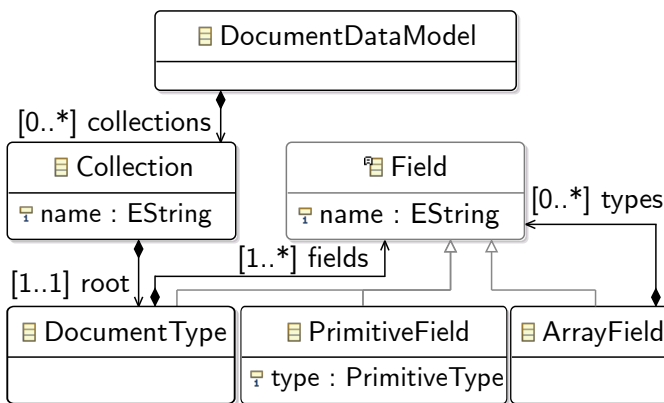 DocumentDataModel
[0..*] collections
Collection
name : EString
Field
name : EString
[0..*] types
[1..*] fields
[1..1] root
DocumentType
PrimitiveField
type : PrimitiveType
ArrayField